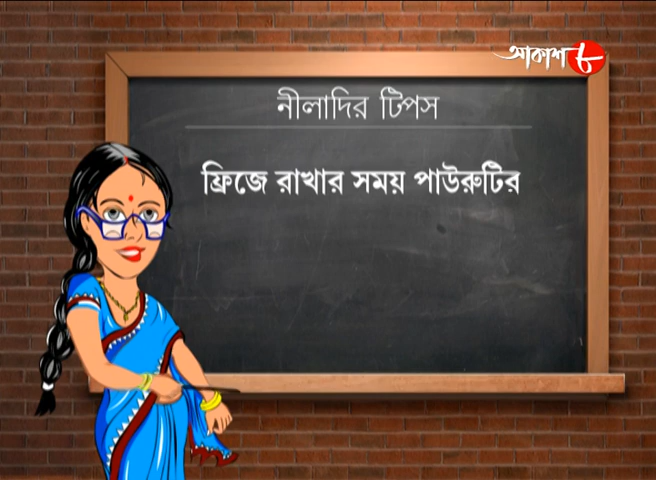 আকাশ ৮
নীলাদির টিপস
ফ্রিজে রাখার সময় পাউরুটির